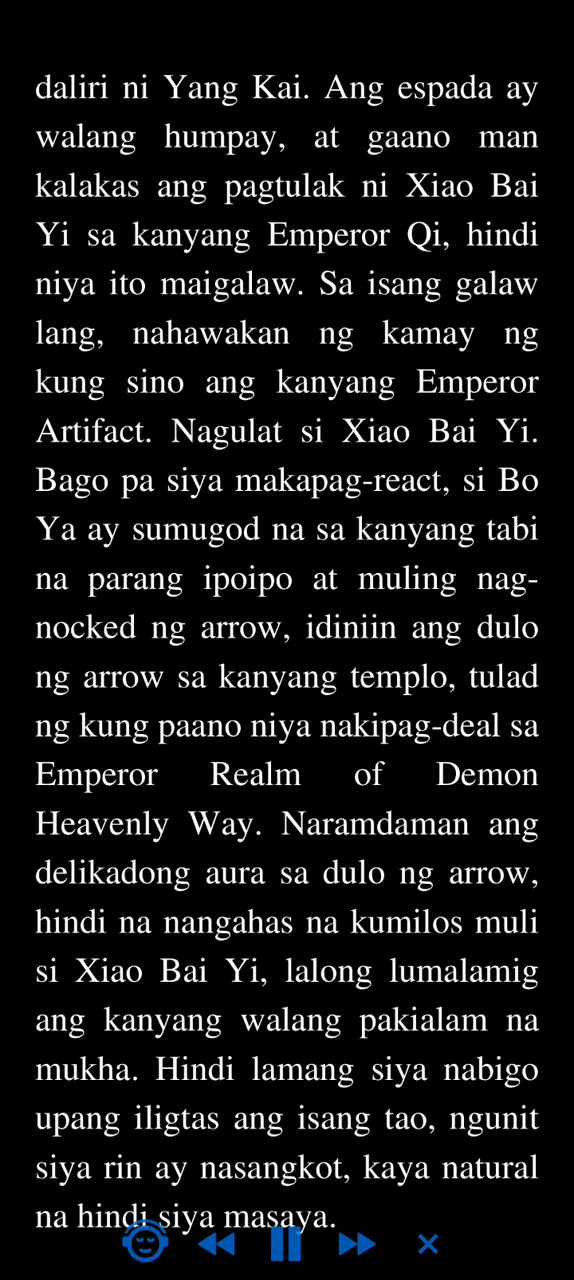 daliri ni Yang Kai. Ang espada ay
walang humpay, at gaano man
kalakas ang pagtulak ni Xiao Bai
Yi sa kanyang Emperor Qi, hindi
niya ito maigalaw. Sa isang galaw
lang, nahawakan ng kamay ng
kung sino ang kanyang Emperor
Artifact. Nagulat si Xiao Bai Yi.
Bago pa siya makapag-react, si Bo
Ya ay sumugod na sa kanyang tabi
na parang ipoipo at muling nag-
nocked ng arrow, idiniin ang dulo
ng arrow sa kanyang templo, tulad
ng kung paano niya nakipag-deal sa
Emperor Realm of Demon
Heavenly Way. Naramdaman ang
delikadong aura sa dulo ng arrow,
hindi na nangahas na kumilos muli
si Xiao Bai Yi, lalong lumalamig
ang kanyang walang pakialam na
mukha. Hindi lamang siya nabigo
upang iligtas ang isang tao, ngunit
siya rin ay nasangkot, kaya natural
na hindi siya masaya.